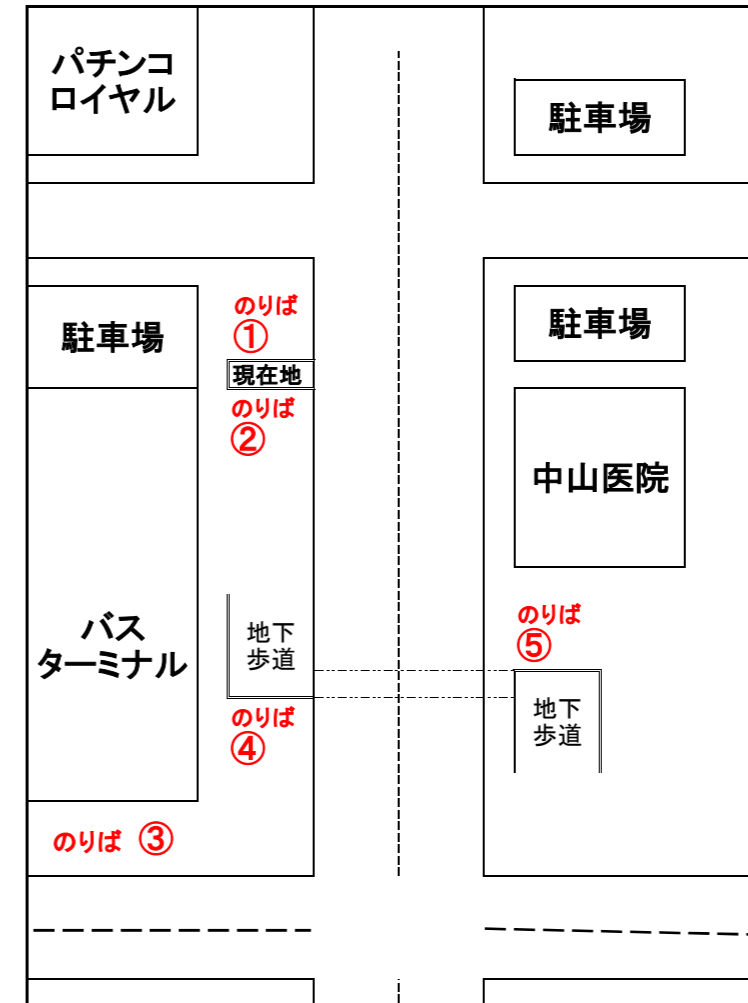 パチンコ
ロイヤル
駐車場
駐車場
のりば
①
現在地
のりば
②
駐車場
中山医院
バス
ターミナル
地下
歩道
のりば
④
のりば
⑤
地下
歩道
のりば ③